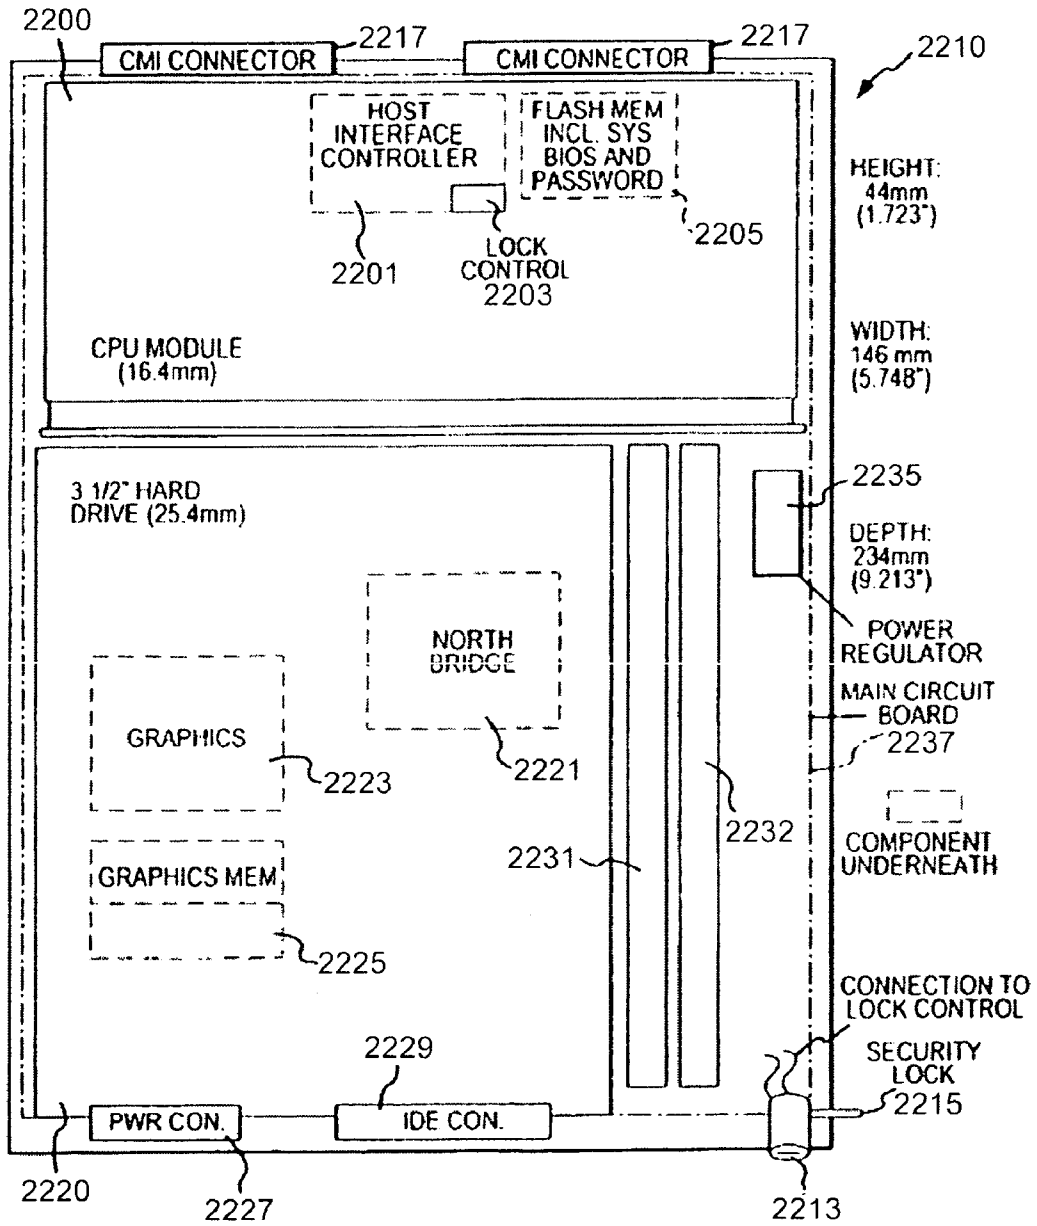 2200
2217
2217
2210
CMI CONNECTOR
CMI CONNECTOR
HOST
INTERFACE
CONTROLLER
FLASH MEM
INCL. SYS
BIOS AND
PASSWORD
HEIGHT:
44mm
(1.723")
2201
LOCK
CONTROL
2203
2205
CPU MODULE
(16.4mm)
WIDTH:
146 mm
(5.748")
3 1/2" HARD
DRIVE (25.4mm)
2235
DEPTH:
234mm
(9.213")
NORTH
BRIDGE
POWER
REGULATOR
GRAPHICS
2223
2221
MAIN CIRCUIT
BOARD
2237
2232
2231
COMPONENT
UNDERNEATH
GRAPHICS MEM
2225
CONNECTION TO
LOCK CONTROL
2229
SECURITY
LOCK
2215
PWR CON.
IDE CON.
2220
2227
2213